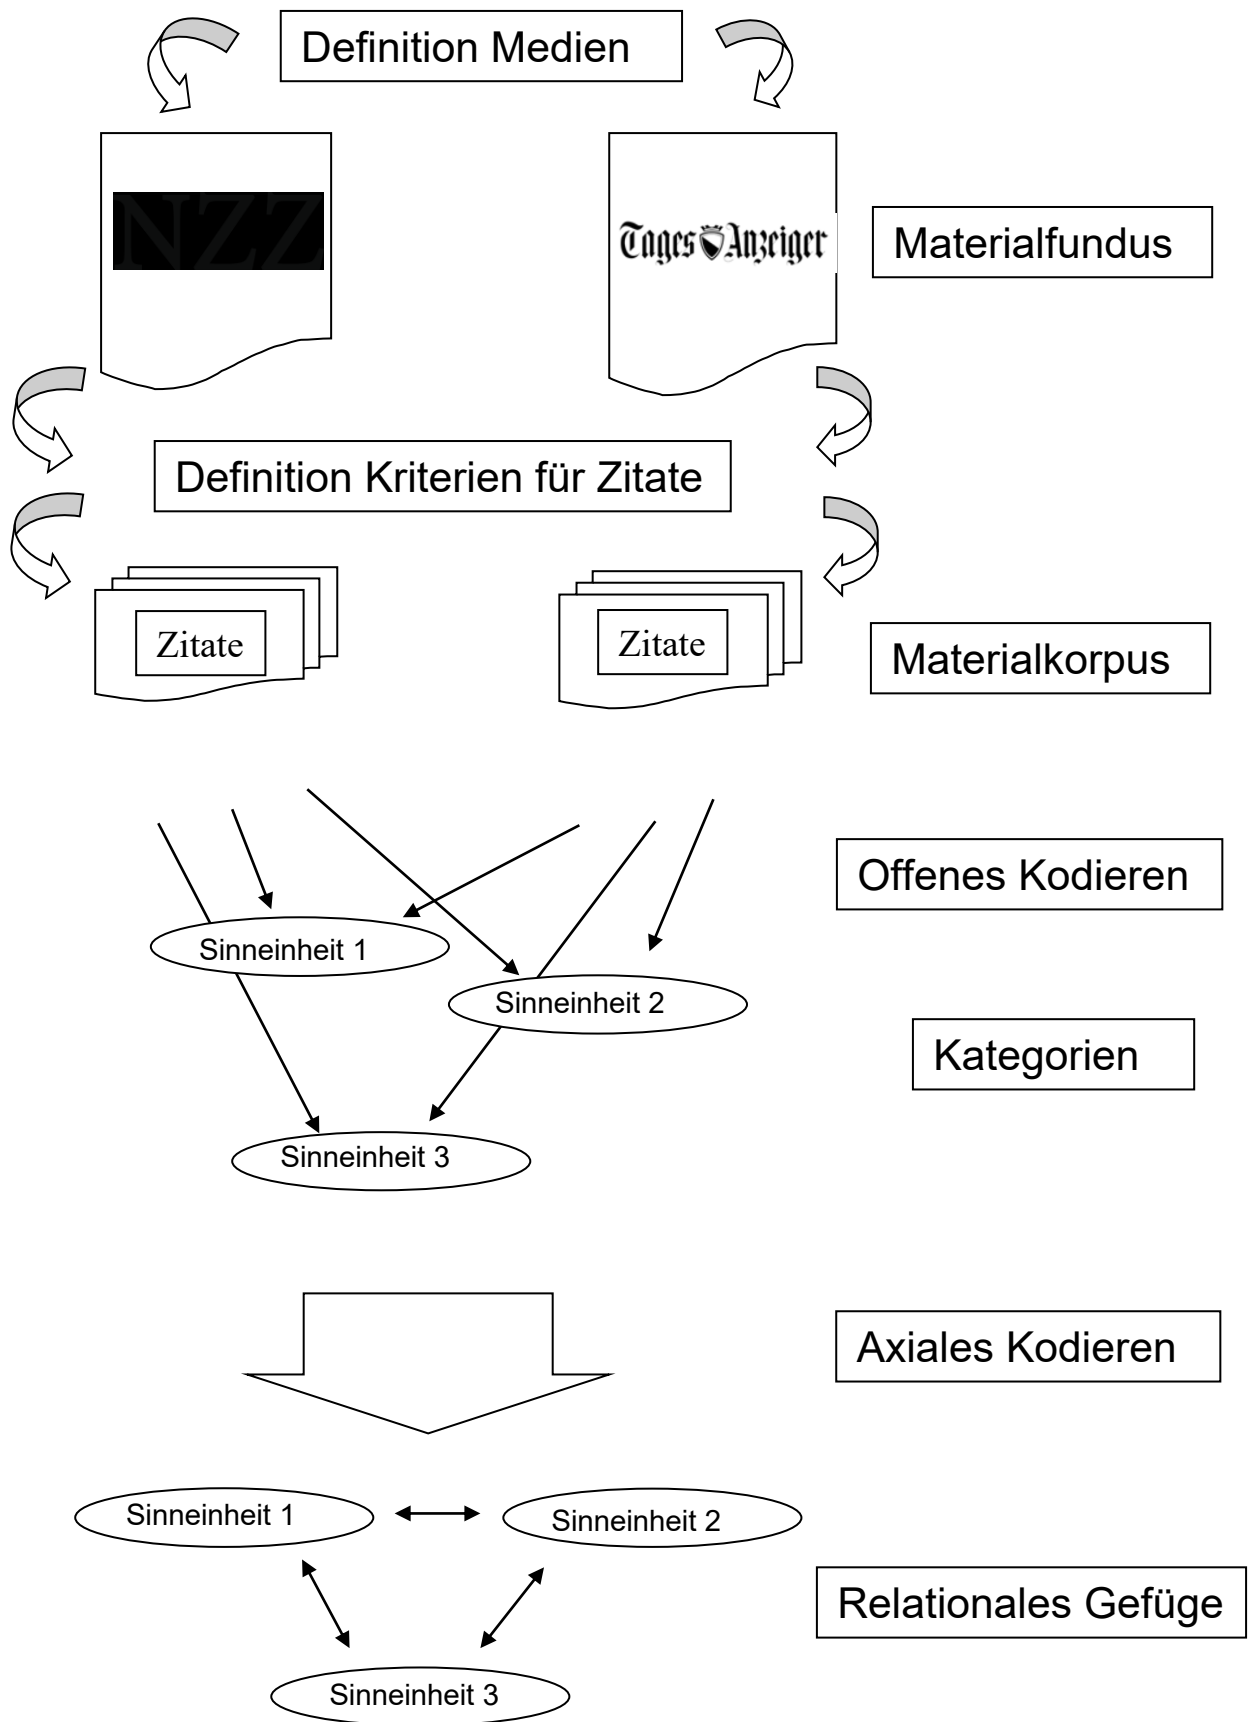 Definition Medien
NZZ
Tages Anzeiger
Materialfundus
Definition Kriterien für Zitate
Zitate
Zitate
Materialkorpus
Offenes Kodieren
Sinneinheit 1
Sinneinheit 2
Kategorien
Sinneinheit 3
Axiales Kodieren
Sinneinheit 1
Sinneinheit 2
Relationales Gefüge
Sinneinheit 3